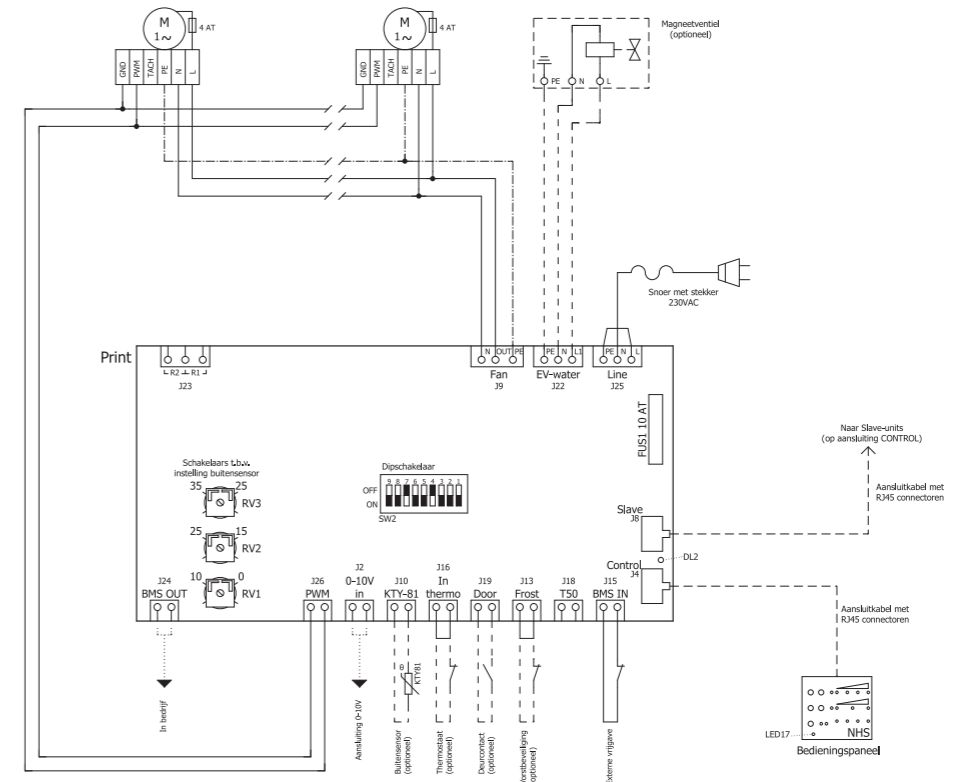 M
1~
4 AT
GND
PWM
TACH
PE
N
L
M
1~
4 AT
GND
PWM
TACH
PE
N
L
Magneetventiel
(optioneel)
PE N L
Snoer met stekker
230VAC
Print
R2 R1
J23
N OUT PE
Fan
J9
PE N L1
EV-water
J22
PE N L
Line
J25
FUS1 10 AT
Naar Slave-units
(op aansluiting CONTROL)
Aansluitkabel met
RJ45 connectoren
Schakelaars t.b.v.
instelling buitensensor
35 25
RV3
25 15
RV2
10 0
RV1
Dipschakelaar
9 8 7 6 5 4 3 2 1
OFF
ON
SW2
Slave
J8
DL2
Control
J4
J24
BMS OUT
J26
PWM
J2
0-10V
in
J10
KTY-81
J16
In
thermo
J19
Door
J13
Frost
J18
T50
J15
BMS IN
Aansluitkabel met
RJ45 connectoren
In bedrijf
Aansluiting 0-10V
Buitensensor
(optioneel)
θ
KTY81
Thermostaat
(optioneel)
Deurcontact
(optioneel)
Vorstbeveiliging
(optioneel)
Externe vrijgave
LED17
NHS
Bedieningspaneel